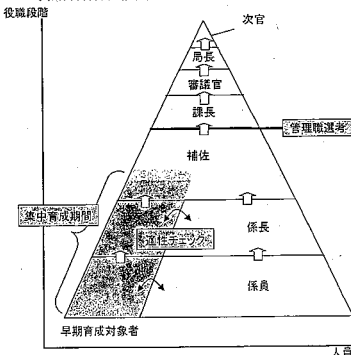 役職段階
次官
局長
審議官
課長
管理職選考
補佐
集中育成期間
係長
適性チェック
係員
早期育成対象者
人員